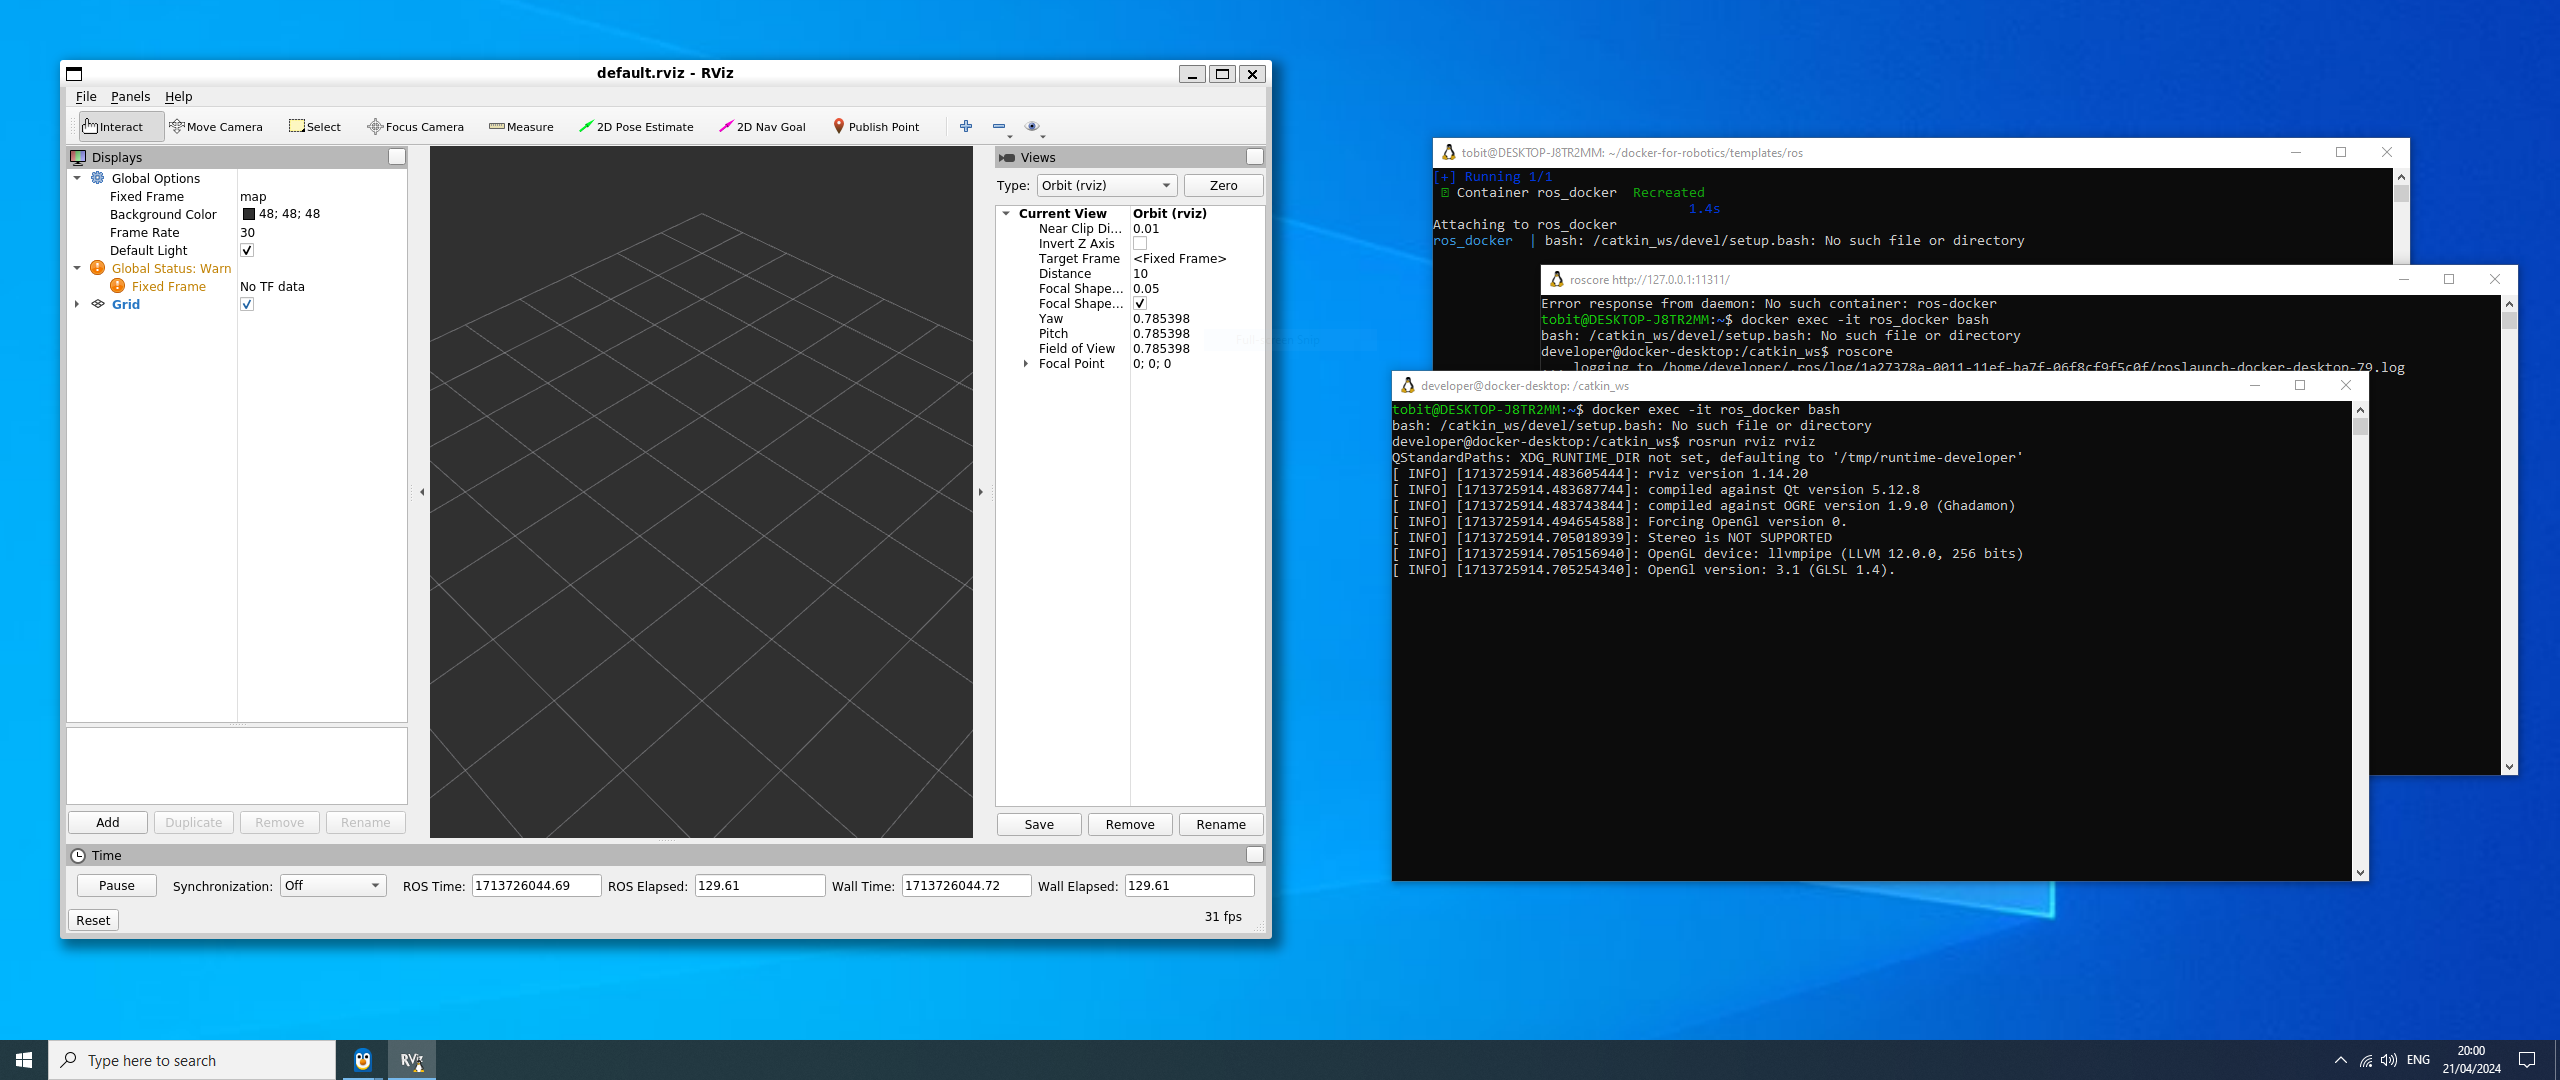 default.rviz - RViz
File Panels Help
Interact Move Camera Select Focus Camera Measure 2D Pose Estimate 2D Nav Goal Publish Point
Displays
Global Options
Fixed Frame map
Background Color 48; 48; 48
Frame Rate 30
Default Light
Global Status: Warn
Fixed Frame No TF data
Grid
Add Duplicate Remove Rename
Views
Type: Orbit (rviz) Zero
Current View Orbit (rviz)
Near Clip Di... 0.01
Invert Z Axis
Target Frame <Fixed Frame>
Distance 10
Focal Shape... 0.05
Focal Shape...
Yaw 0.785398
Pitch 0.785398
Field of View 0.785398
Focal Point 0; 0; 0
Save Remove Rename
Time
Pause Synchronization: Off ROS Time: 1713726044.69 ROS Elapsed: 129.61 Wall Time: 1713726044.72 Wall Elapsed: 129.61
Reset 31 fps
tobit@DESKTOP-J8TR2MM: ~/docker-for-robotics/templates/ros
[+] Running 1/1
Container ros_docker Recreated
1.4s
Attaching to ros_docker
ros_docker | bash: /catkin_ws/devel/setup.bash: No such file or directory
roscore http://127.0.0.1:11311/
Error response from daemon: No such container: ros-docker
tobit@DESKTOP-J8TR2MM:~$ docker exec -it ros_docker bash
bash: /catkin_ws/devel/setup.bash: No such file or directory
developer@docker-desktop:/catkin_ws$ roscore
... logging to /home/developer/.ros/log/1a27378a-0011-11ef-ba7f-06f8cf9f5c0f/roslaunch-docker-desktop-79.log
developer@docker-desktop: /catkin_ws
tobit@DESKTOP-J8TR2MM:~$ docker exec -it ros_docker bash
bash: /catkin_ws/devel/setup.bash: No such file or directory
developer@docker-desktop:/catkin_ws$ rosrun rviz rviz
QStandardPaths: XDG_RUNTIME_DIR not set, defaulting to '/tmp/runtime-developer'
[ INFO] [1713725914.483605444]: rviz version 1.14.20
[ INFO] [1713725914.483687744]: compiled against Qt version 5.12.8
[ INFO] [1713725914.483743844]: compiled against OGRE version 1.9.0 (Ghadamon)
[ INFO] [1713725914.494654588]: Forcing OpenGl version 0.
[ INFO] [1713725914.705018939]: Stereo is NOT SUPPORTED
[ INFO] [1713725914.705156940]: OpenGL device: llvmpipe (LLVM 12.0.0, 256 bits)
[ INFO] [1713725914.705254340]: OpenGl version: 3.1 (GLSL 1.4).
Type here to search
RViz
ENG
20:00
21/04/2024